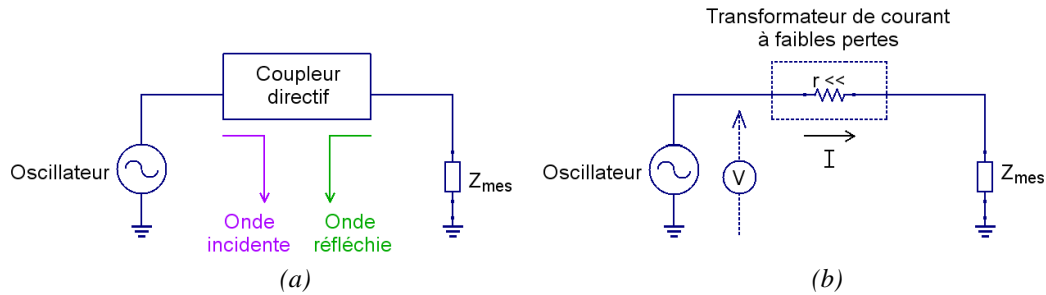 Coupleur
directif
Oscillateur
Zmes
Onde
incidente
Onde
réfléchie
(a)
Transformateur de courant
à faibles pertes
r <<
I
Oscillateur
V
Zmes
(b)